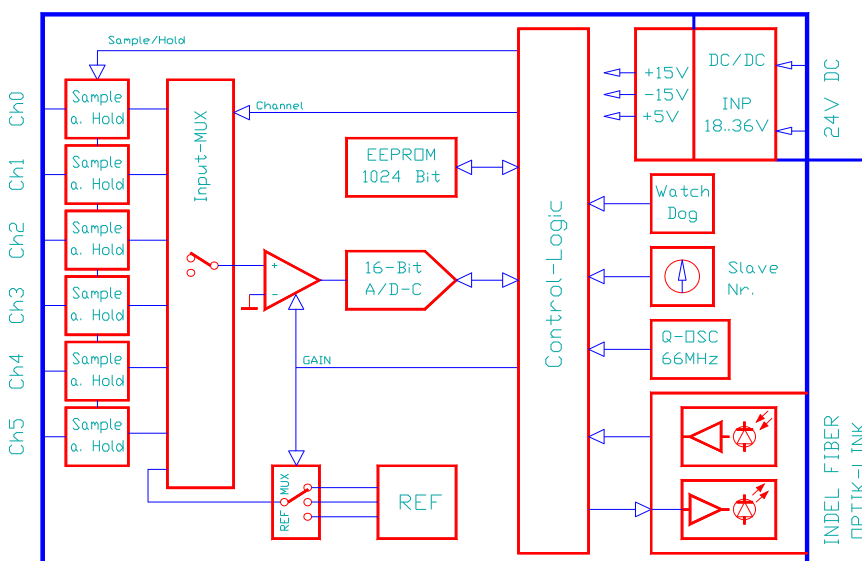 Sample/Hold
Ch0
Sample
a. Hold
Ch1
Sample
a. Hold
Ch2
Sample
a. Hold
Ch3
Sample
a. Hold
Ch4
Sample
a. Hold
Ch5
Sample
a. Hold
Input-MUX
Channel
EEPROM
1024 Bit
+
-
16-Bit
A/D-C
GAIN
REF MUX
REF
Control-Logic
+15V
-15V
+5V
DC/DC
INP
18..36V
24V DC
Watch
Dog
Slave
Nr.
Q-OSC
66MHz
INDEL FIBER
OPTIK-LINK